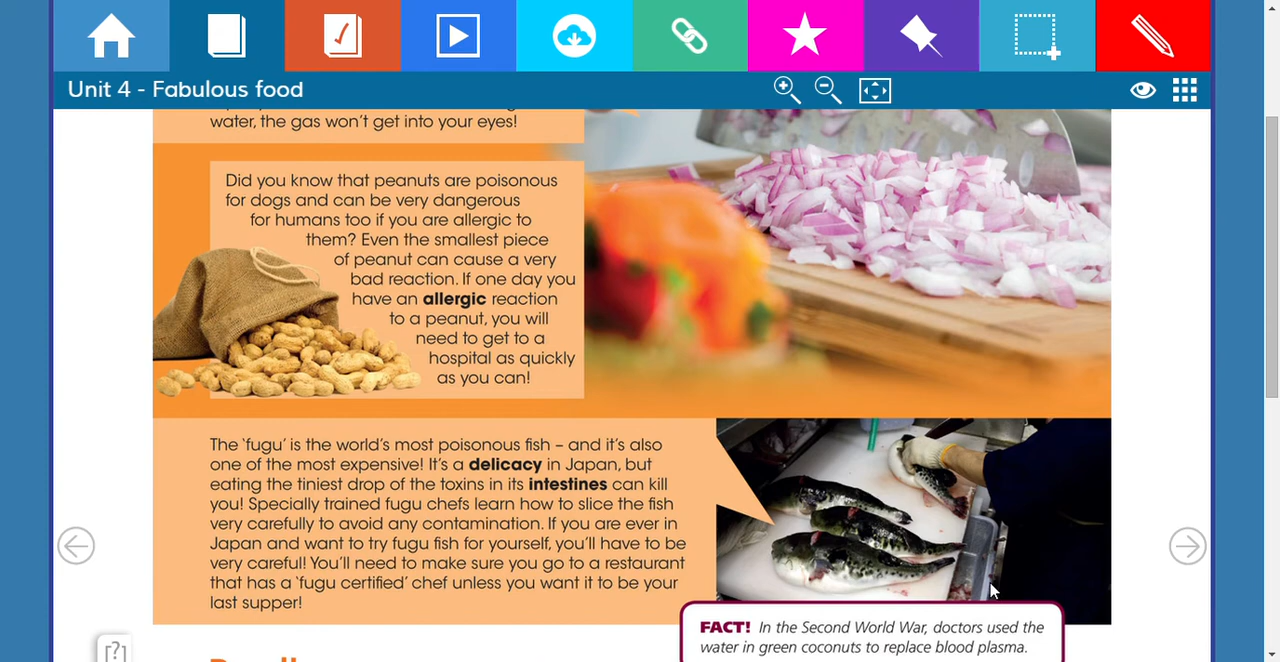 Unit 4 - Fabulous food
water, the gas won't get into your eyes!
Did you know that peanuts are poisonous
for dogs and can be very dangerous
for humans too if you are allergic to
them? Even the smallest piece
of peanut can cause a very
bad reaction. If one day you
have an allergic reaction
to a peanut, you will
need to get to a
hospital as quickly
as you can!
The 'fugu' is the world's most poisonous fish – and it's also
one of the most expensive! It's a delicacy in Japan, but
eating the tiniest drop of the toxins in its intestines can kill
you! Specially trained fugu chefs learn how to slice the fish
very carefully to avoid any contamination. If you are ever in
Japan and want to try fugu fish for yourself, you'll have to be
very careful! You'll need to make sure you go to a restaurant
that has a 'fugu certified' chef unless you want it to be your
last supper!
FACT! In the Second World War, doctors used the
water in green coconuts to replace blood plasma.
[?]